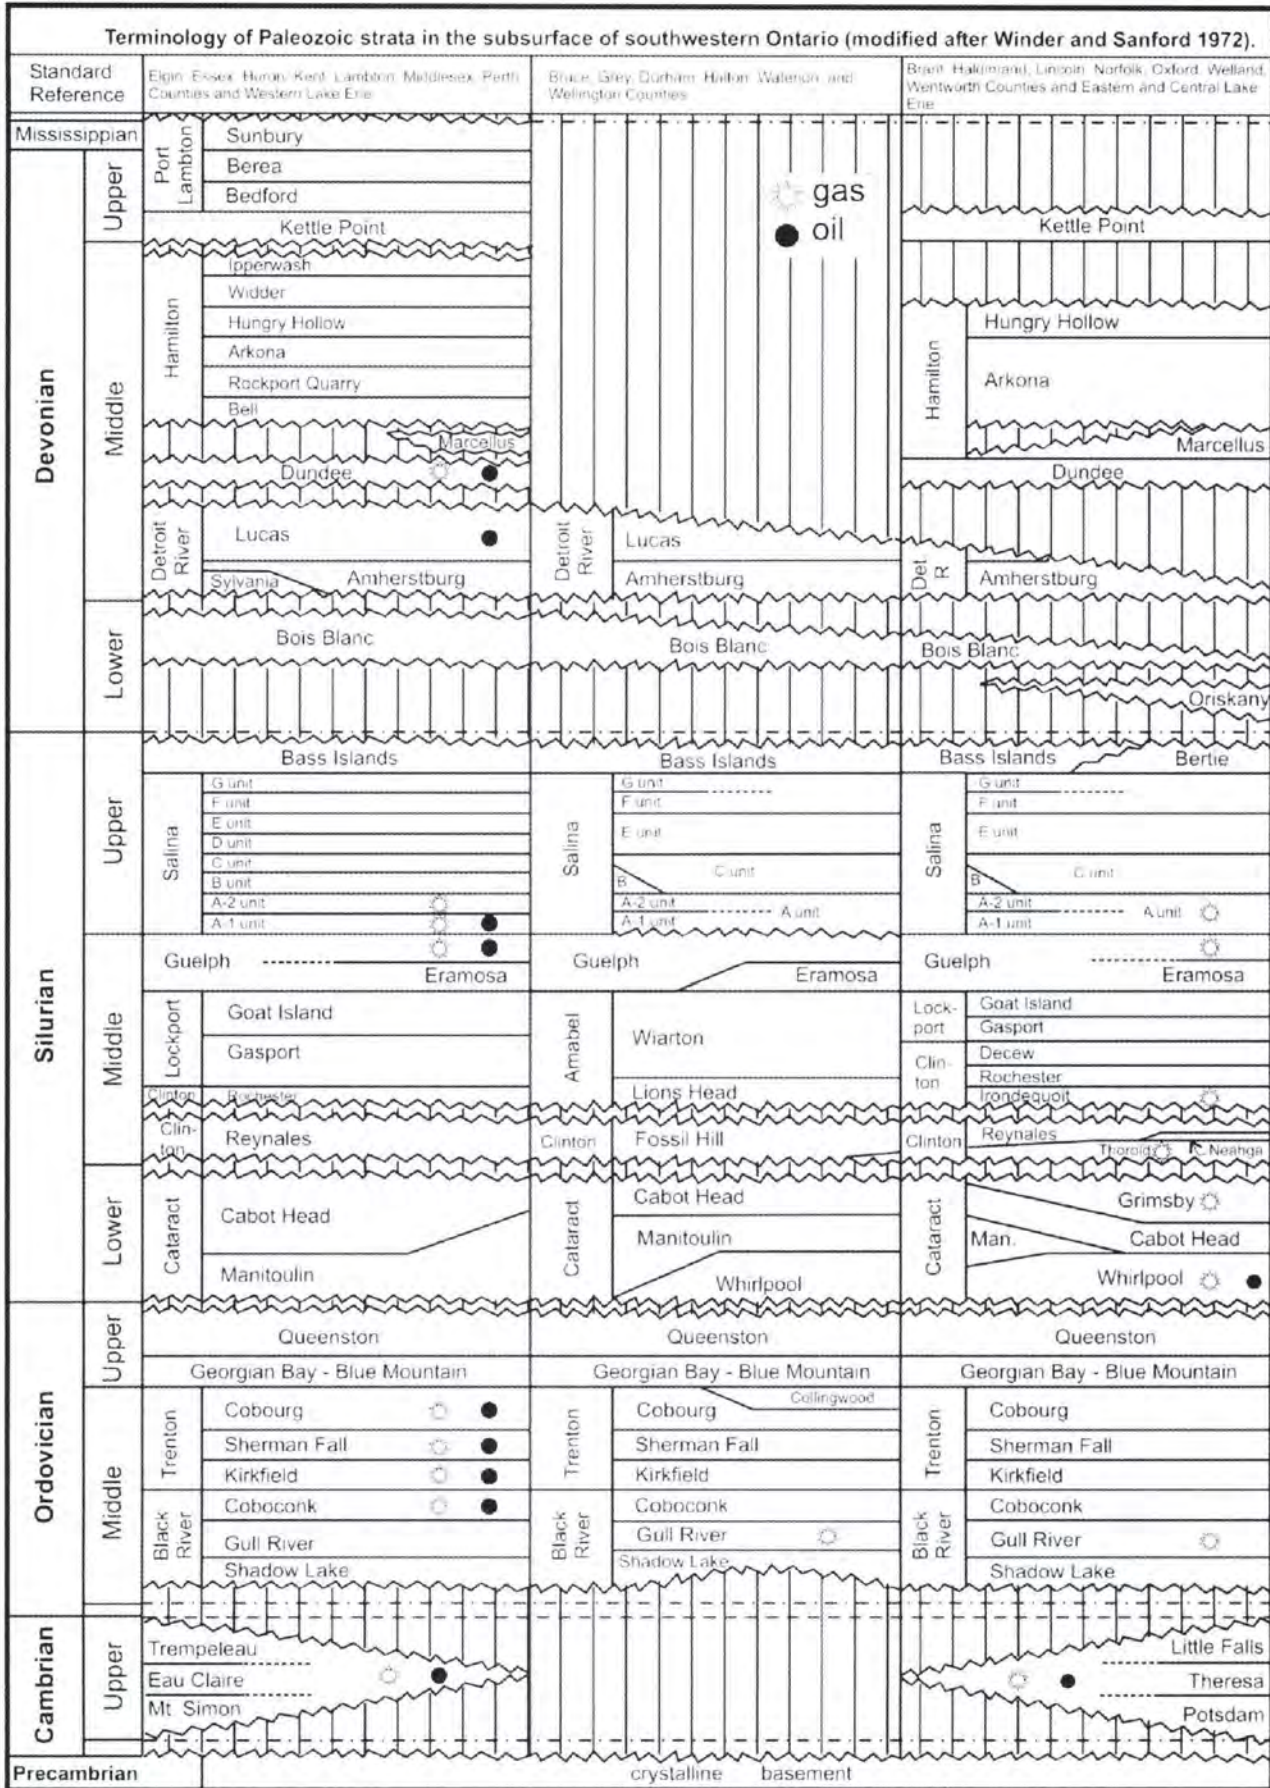 Terminology of Paleozoic strata in the subsurface of southwestern Ontario (modified after Winder and Sanford 1972).
Standard
Reference
Elgin, Essex, Huron, Kent, Lambton, Middlesex, Perth
Counties and Western Lake Erie
Bruce, Grey, Durham, Halton, Waterloo and
Wellington Counties
Brant, Haldimand, Lincoln, Norfolk, Oxford, Welland,
Wentworth Counties and Eastern and Central Lake
Erie
gas
oil
Mississippian
Devonian
Upper
Middle
Lower
Silurian
Upper
Middle
Lower
Ordovician
Upper
Middle
Cambrian
Upper
Precambrian
Port
Lambton
Sunbury
Berea
Bedford
Kettle Point
Hamilton
Ipperwash
Widder
Hungry Hollow
Arkona
Rockport Quarry
Bell
Marcellus
Dundee
Detroit
River
Lucas
Sylvania
Amherstburg
Bois Blanc
Bass Islands
Salina
G unit
F unit
E unit
D unit
C unit
B unit
A-2 unit
A-1 unit
Guelph
Eramosa
Lockport
Goat Island
Gasport
Clinton
Rochester
Clin-
ton
Reynales
Cataract
Cabot Head
Manitoulin
Queenston
Georgian Bay - Blue Mountain
Trenton
Cobourg
Sherman Fall
Kirkfield
Black
River
Coboconk
Gull River
Shadow Lake
Trempeleau
Eau Claire
Mt. Simon
Detroit
River
Lucas
Amherstburg
Bois Blanc
Bass Islands
Salina
G unit
F unit
E unit
C unit
B
A-2 unit
A unit
A-1 unit
Guelph
Eramosa
Amabel
Wiarton
Lions Head
Clinton
Fossil Hill
Cataract
Cabot Head
Manitoulin
Whirlpool
Queenston
Georgian Bay - Blue Mountain
Trenton
Collingwood
Cobourg
Sherman Fall
Kirkfield
Black
River
Coboconk
Gull River
Shadow Lake
Kettle Point
Hamilton
Hungry Hollow
Arkona
Marcellus
Dundee
Det.
R
Amherstburg
Bois Blanc
Oriskany
Bass Islands
Bertie
Salina
G unit
F unit
E unit
C unit
B
A-2 unit
A unit
A-1 unit
Guelph
Eramosa
Lock-
port
Goat Island
Gasport
Clin-
ton
Decew
Rochester
Irondequoit
Clinton
Reynales
Thorold
Neahga
Cataract
Grimsby
Man.
Cabot Head
Whirlpool
Queenston
Georgian Bay - Blue Mountain
Trenton
Cobourg
Sherman Fall
Kirkfield
Black
River
Coboconk
Gull River
Shadow Lake
Little Falls
Theresa
Potsdam
crystalline basement